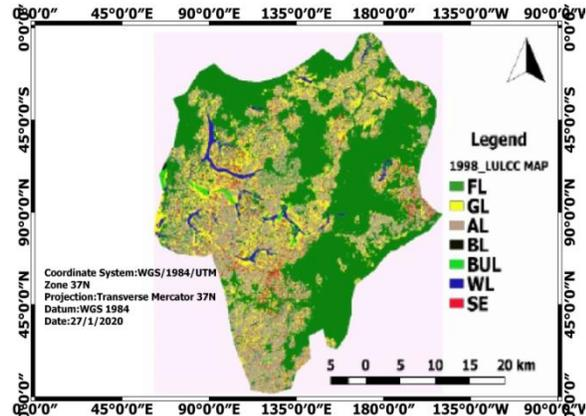 0°0'0"E 45°0'0"E 90°0'0"E 135°0'0"E 180°0'0"E 135°0'0"W 90°0'0"W
0°0'0"
45°0'0"S
90°0'0"N
45°0'0"N
0°0'0"
45°0'0"S
90°0'0"N
45°0'0"N
Legend
1998_LULCC MAP
FL
GL
AL
BL
BUL
WL
SE
Coordinate System:WGS/1984/UTM
Zone 37N
Projection:Transverse Mercator 37N
Datum:WGS 1984
Date:27/1/2020
5 0 5 10 15 20 km
45°0'0"E 90°0'0"E 135°0'0"E 180°0'0"E 135°0'0"W